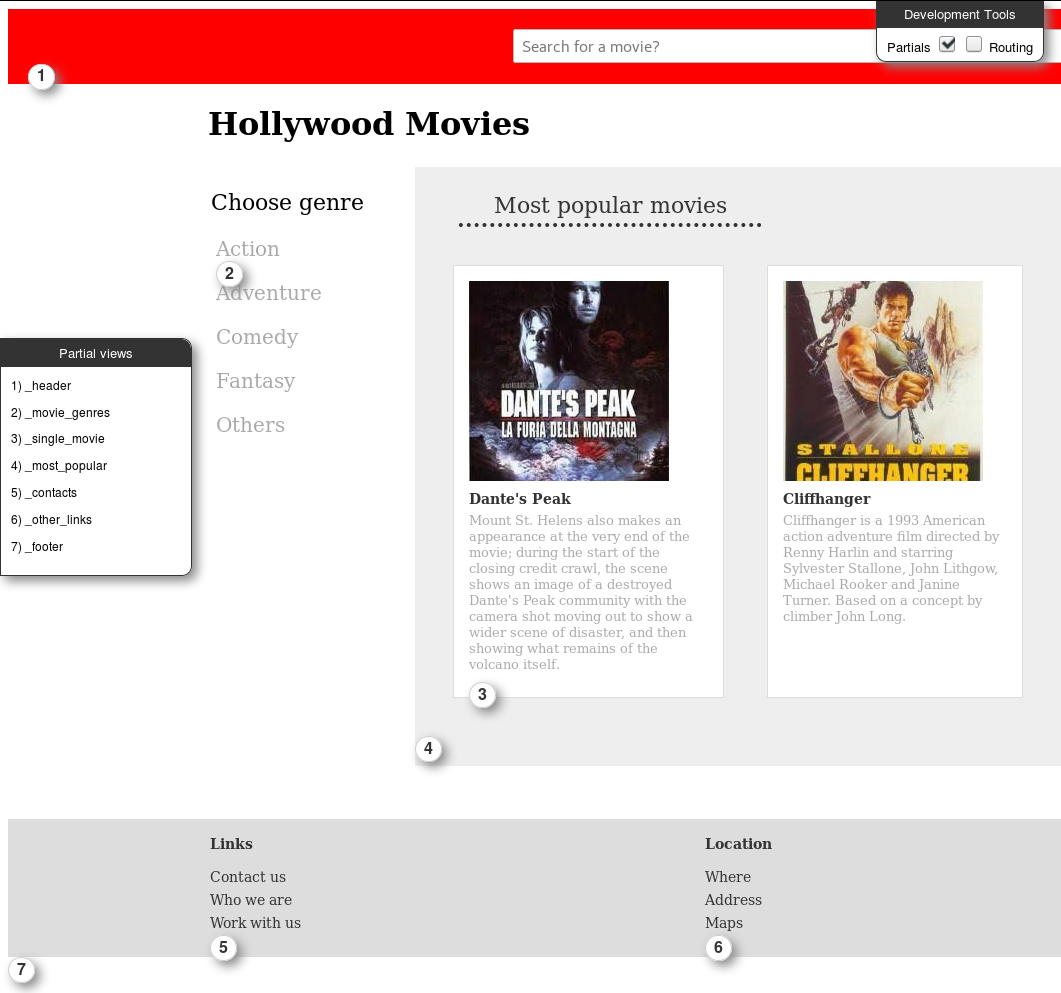 Development Tools
Partials
Routing
Search for a movie?
1
Hollywood Movies
Choose genre
Action
2
Adventure
Comedy
Fantasy
Others
Partial views
1) _header
2) _movie_genres
3) _single_movie
4) _most_popular
5) _contacts
6) _other_links
7) _footer
Most popular movies
DANTE'S PEAK
LA FURIA DELLA MONTAGNA
Dante's Peak
Mount St. Helens also makes an
appearance at the very end of the
movie; during the start of the
closing credit crawl, the scene
shows an image of a destroyed
Dante's Peak community with the
camera shot moving out to show a
wider scene of disaster, and then
showing what remains of the
volcano itself.
3
STALLONE
CLIFFHANGER
Cliffhanger
Cliffhanger is a 1993 American
action adventure film directed by
Renny Harlin and starring
Sylvester Stallone, John Lithgow,
Michael Rooker and Janine
Turner. Based on a concept by
climber John Long.
4
Links
Contact us
Who we are
Work with us
5
Location
Where
Address
Maps
6
7